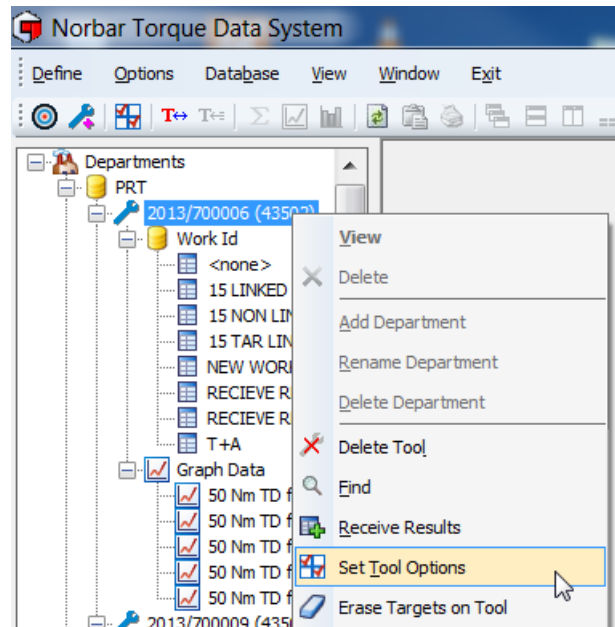 Norbar Torque Data System
Define Options Database View Window Exit
T↔ T⇐ Σ
Departments
PRT
2013/700006 (43502)
Work Id
<none>
15 LINKED
15 NON LIN
15 TAR LIN
NEW WOR
RECIEVE R
RECIEVE R
T+A
Graph Data
50 Nm TD f
50 Nm TD f
50 Nm TD f
50 Nm TD f
50 Nm TD f
2013/700009 (435
View
Delete
Add Department
Rename Department
Delete Department
Delete Tool
Find
Receive Results
Set Tool Options
Erase Targets on Tool